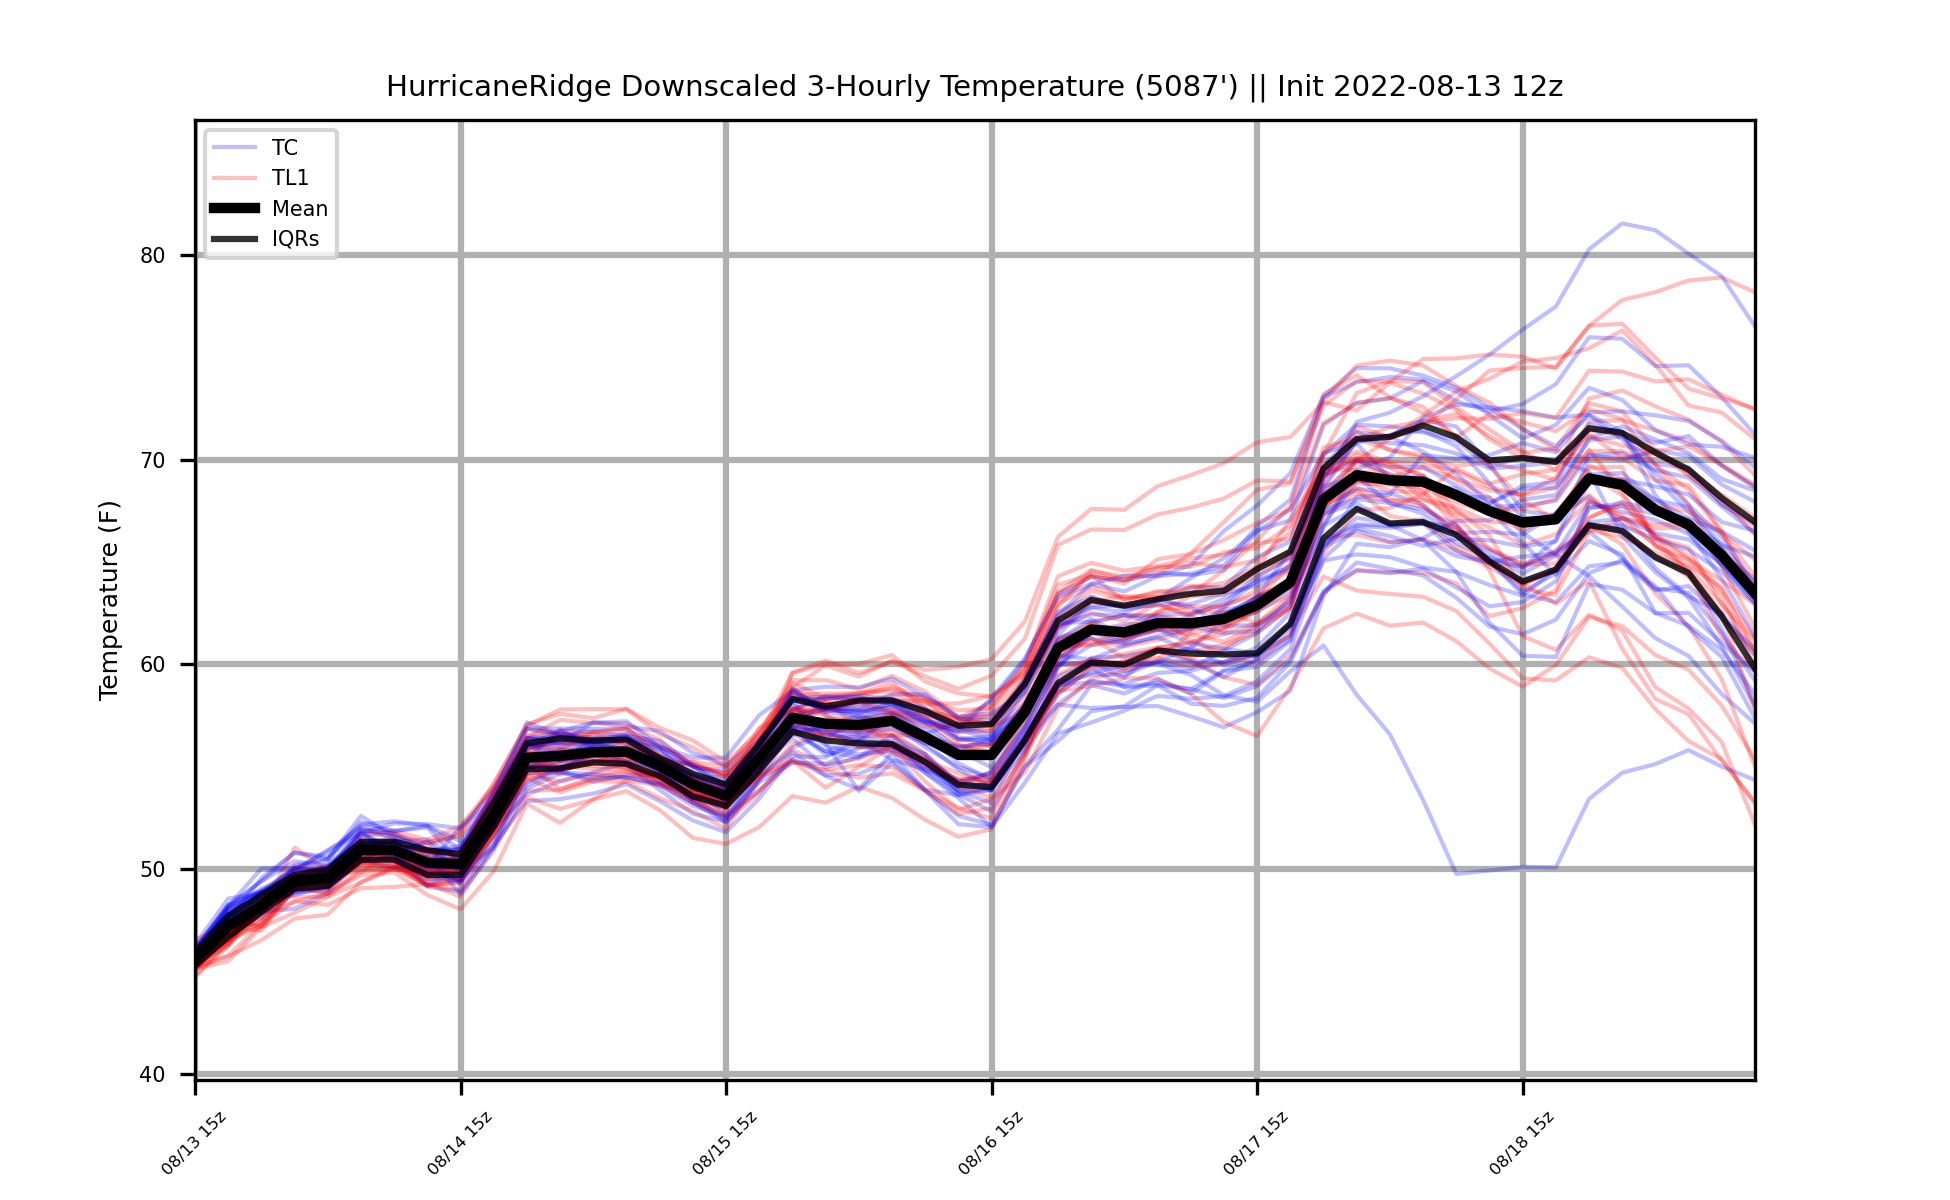 HurricaneRidge Downscaled 3-Hourly Temperature (5087') || Init 2022-08-13 12z
TC
TL1
Mean
IQRs
Temperature (F)
80
70
60
50
40
08/13 15z
08/14 15z
08/15 15z
08/16 15z
08/17 15z
08/18 15z